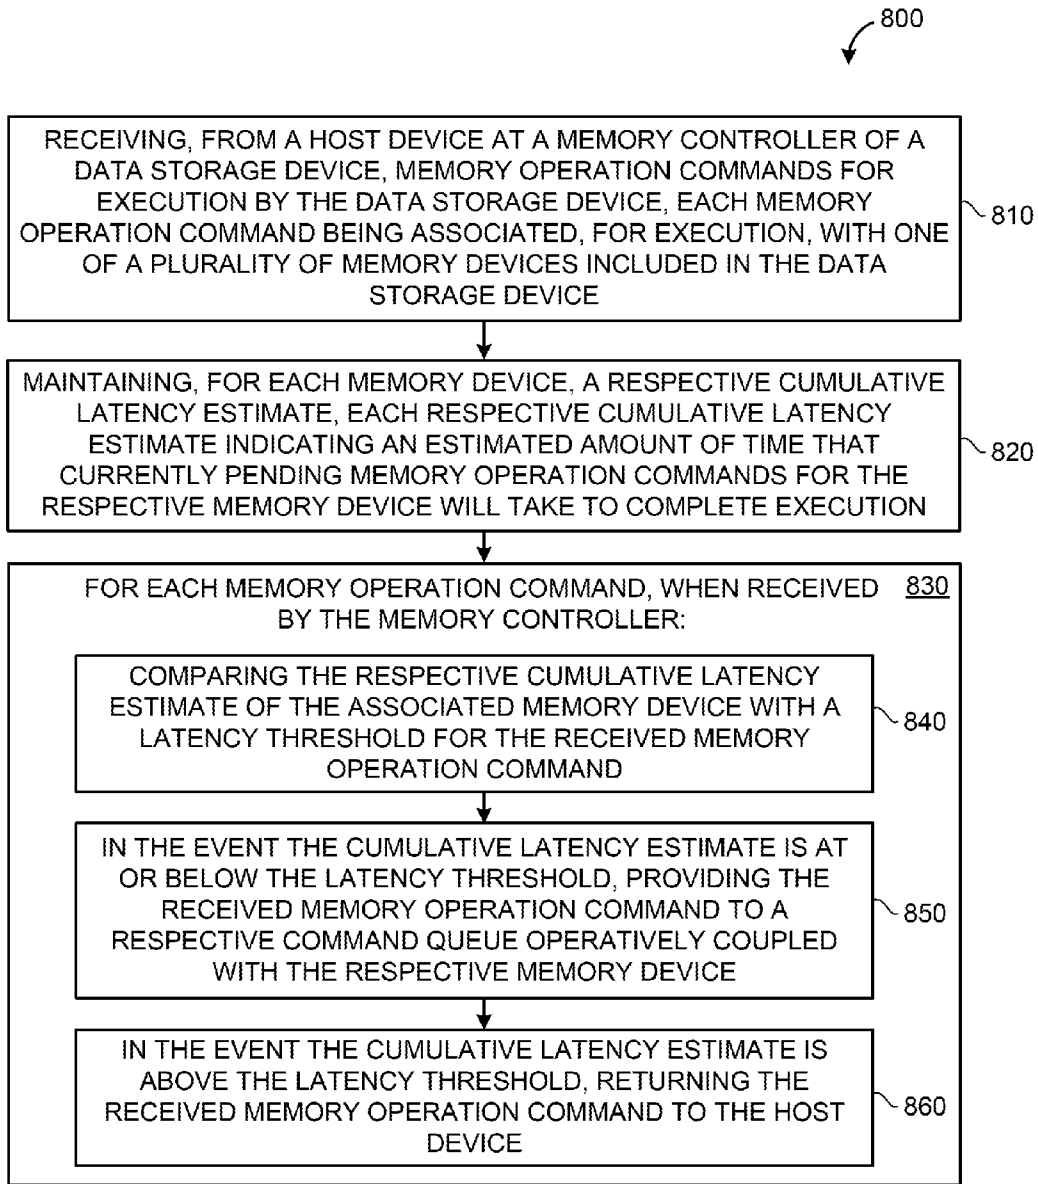 800
RECEIVING, FROM A HOST DEVICE AT A MEMORY CONTROLLER OF A
DATA STORAGE DEVICE, MEMORY OPERATION COMMANDS FOR
EXECUTION BY THE DATA STORAGE DEVICE, EACH MEMORY
OPERATION COMMAND BEING ASSOCIATED, FOR EXECUTION, WITH ONE
OF A PLURALITY OF MEMORY DEVICES INCLUDED IN THE DATA
STORAGE DEVICE
810
MAINTAINING, FOR EACH MEMORY DEVICE, A RESPECTIVE CUMULATIVE
LATENCY ESTIMATE, EACH RESPECTIVE CUMULATIVE LATENCY
ESTIMATE INDICATING AN ESTIMATED AMOUNT OF TIME THAT
CURRENTLY PENDING MEMORY OPERATION COMMANDS FOR THE
RESPECTIVE MEMORY DEVICE WILL TAKE TO COMPLETE EXECUTION
820
FOR EACH MEMORY OPERATION COMMAND, WHEN RECEIVED
BY THE MEMORY CONTROLLER:
830
COMPARING THE RESPECTIVE CUMULATIVE LATENCY
ESTIMATE OF THE ASSOCIATED MEMORY DEVICE WITH A
LATENCY THRESHOLD FOR THE RECEIVED MEMORY
OPERATION COMMAND
840
IN THE EVENT THE CUMULATIVE LATENCY ESTIMATE IS AT
OR BELOW THE LATENCY THRESHOLD, PROVIDING THE
RECEIVED MEMORY OPERATION COMMAND TO A
RESPECTIVE COMMAND QUEUE OPERATIVELY COUPLED
WITH THE RESPECTIVE MEMORY DEVICE
850
IN THE EVENT THE CUMULATIVE LATENCY ESTIMATE IS
ABOVE THE LATENCY THRESHOLD, RETURNING THE
RECEIVED MEMORY OPERATION COMMAND TO THE HOST
DEVICE
860